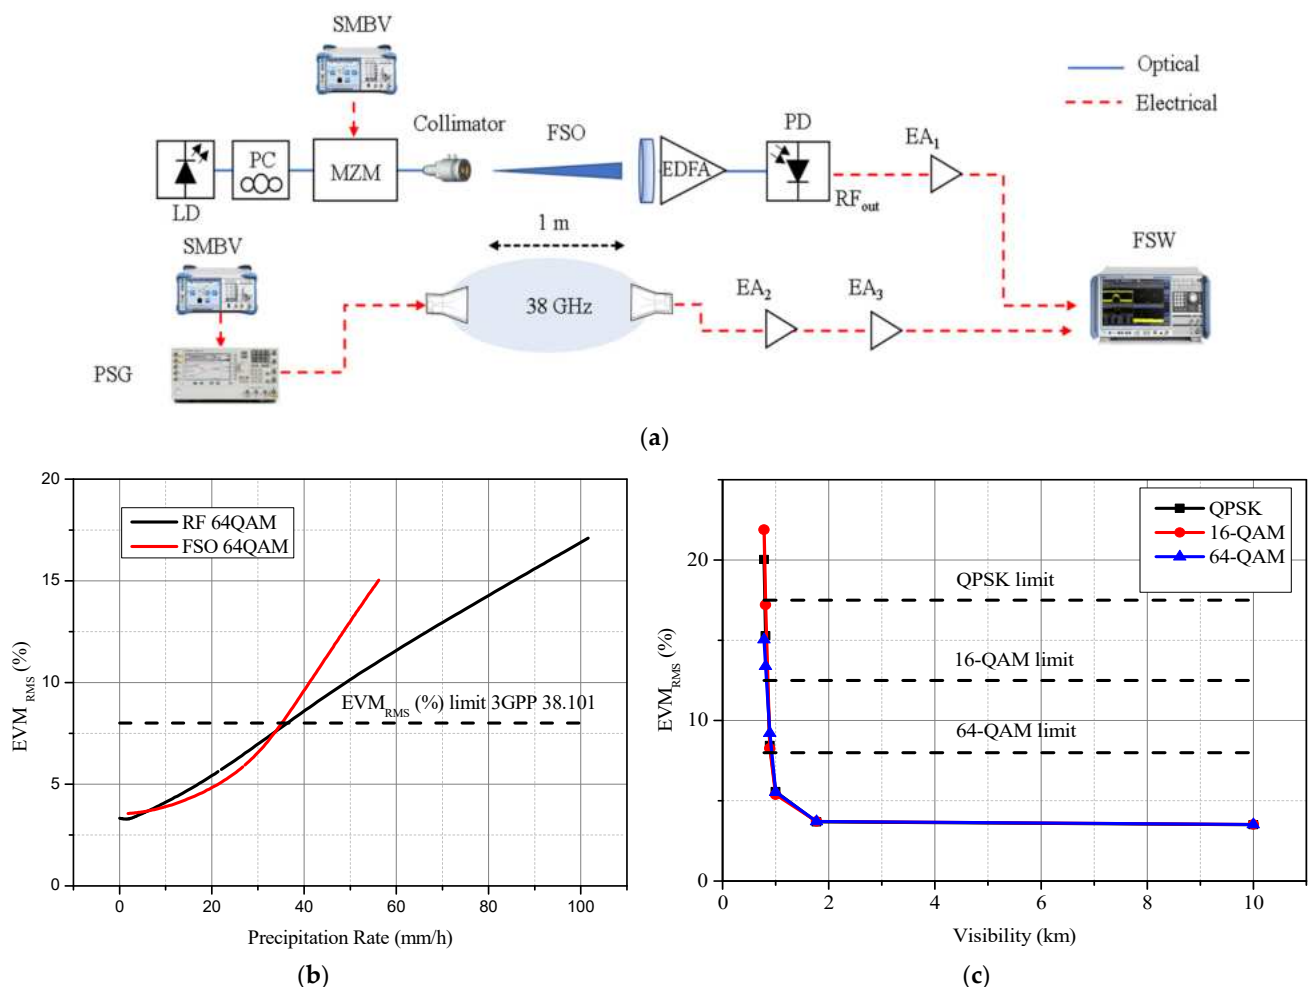 SMBV
Optical
Electrical
Collimator
FSO
PD
EA1
PC
MZM
EDFA
LD
RFout
1 m
SMBV
FSW
EA2
EA3
38 GHz
PSG
(a)
20
15
10
5
0
EVM RMS (%)
RF 64QAM
FSO 64QAM
EVMRMS (%) limit 3GPP 38.101
0 20 40 60 80 100
Precipitation Rate (mm/h)
(b)
20
10
0
EVMRMS (%)
QPSK
16-QAM
64-QAM
QPSK limit
16-QAM limit
64-QAM limit
0 2 4 6 8 10
Visibility (km)
(c)